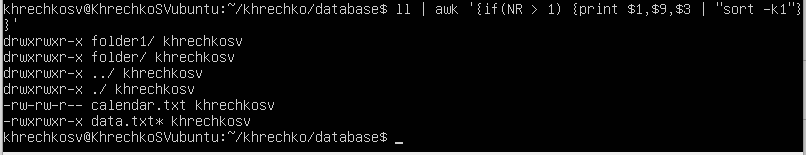 khrechkosv@KhrechkoSVubuntu:~/khrechko/database$ ll | awk '{if(NR > 1) {print $1,$9,$3 | "sort -k1"}
}'
drwxrwxr-x folder1/ khrechkosv
drwxrwxr-x folder/ khrechkosv
drwxrwxr-x ../ khrechkosv
drwxrwxr-x ./ khrechkosv
-rw-rw-r-- calendar.txt khrechkosv
-rwxrwxr-x data.txt* khrechkosv
khrechkosv@KhrechkoSVubuntu:~/khrechko/database$ _